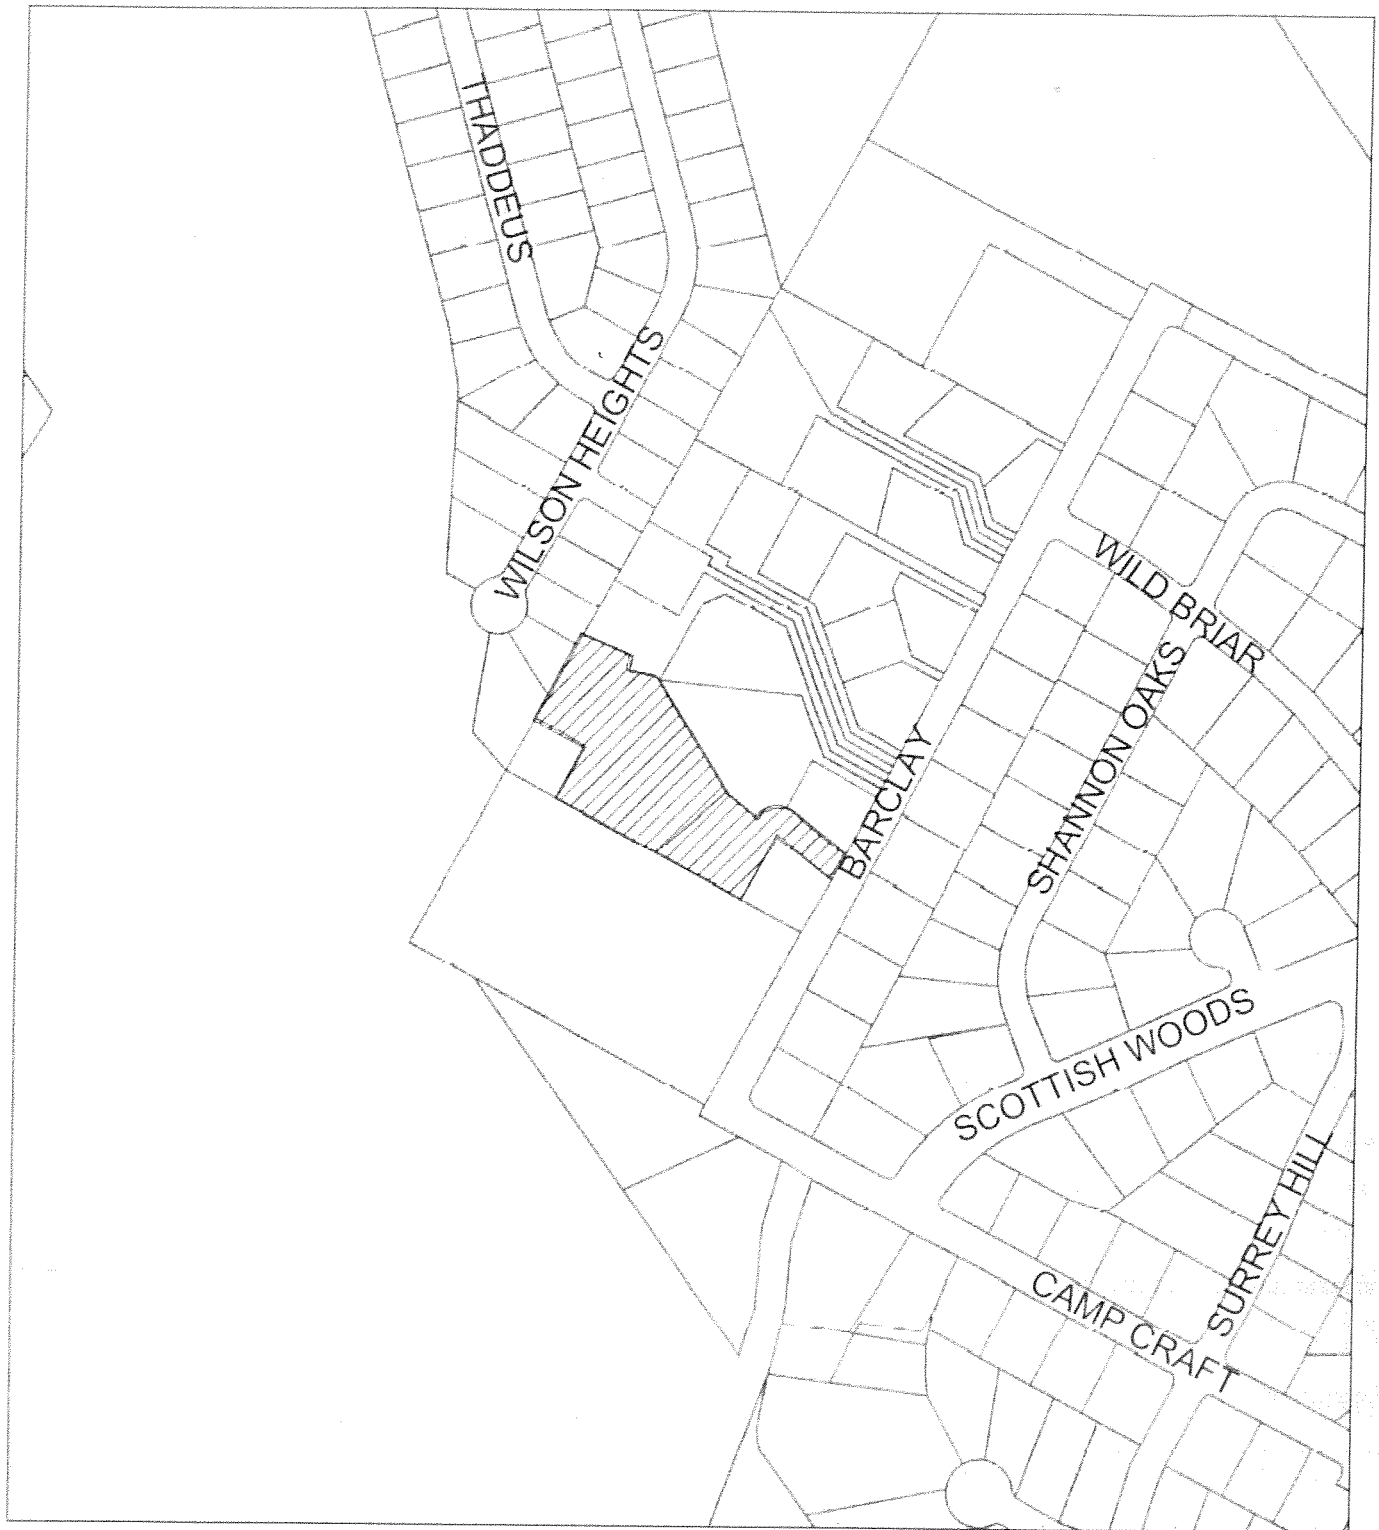 THADDEUS
WILSON HEIGHTS
WILD BRIAR
SHANNON OAKS
BARCLAY
SCOTTISH WOODS
SURREY HILL
CAMP CRAFT